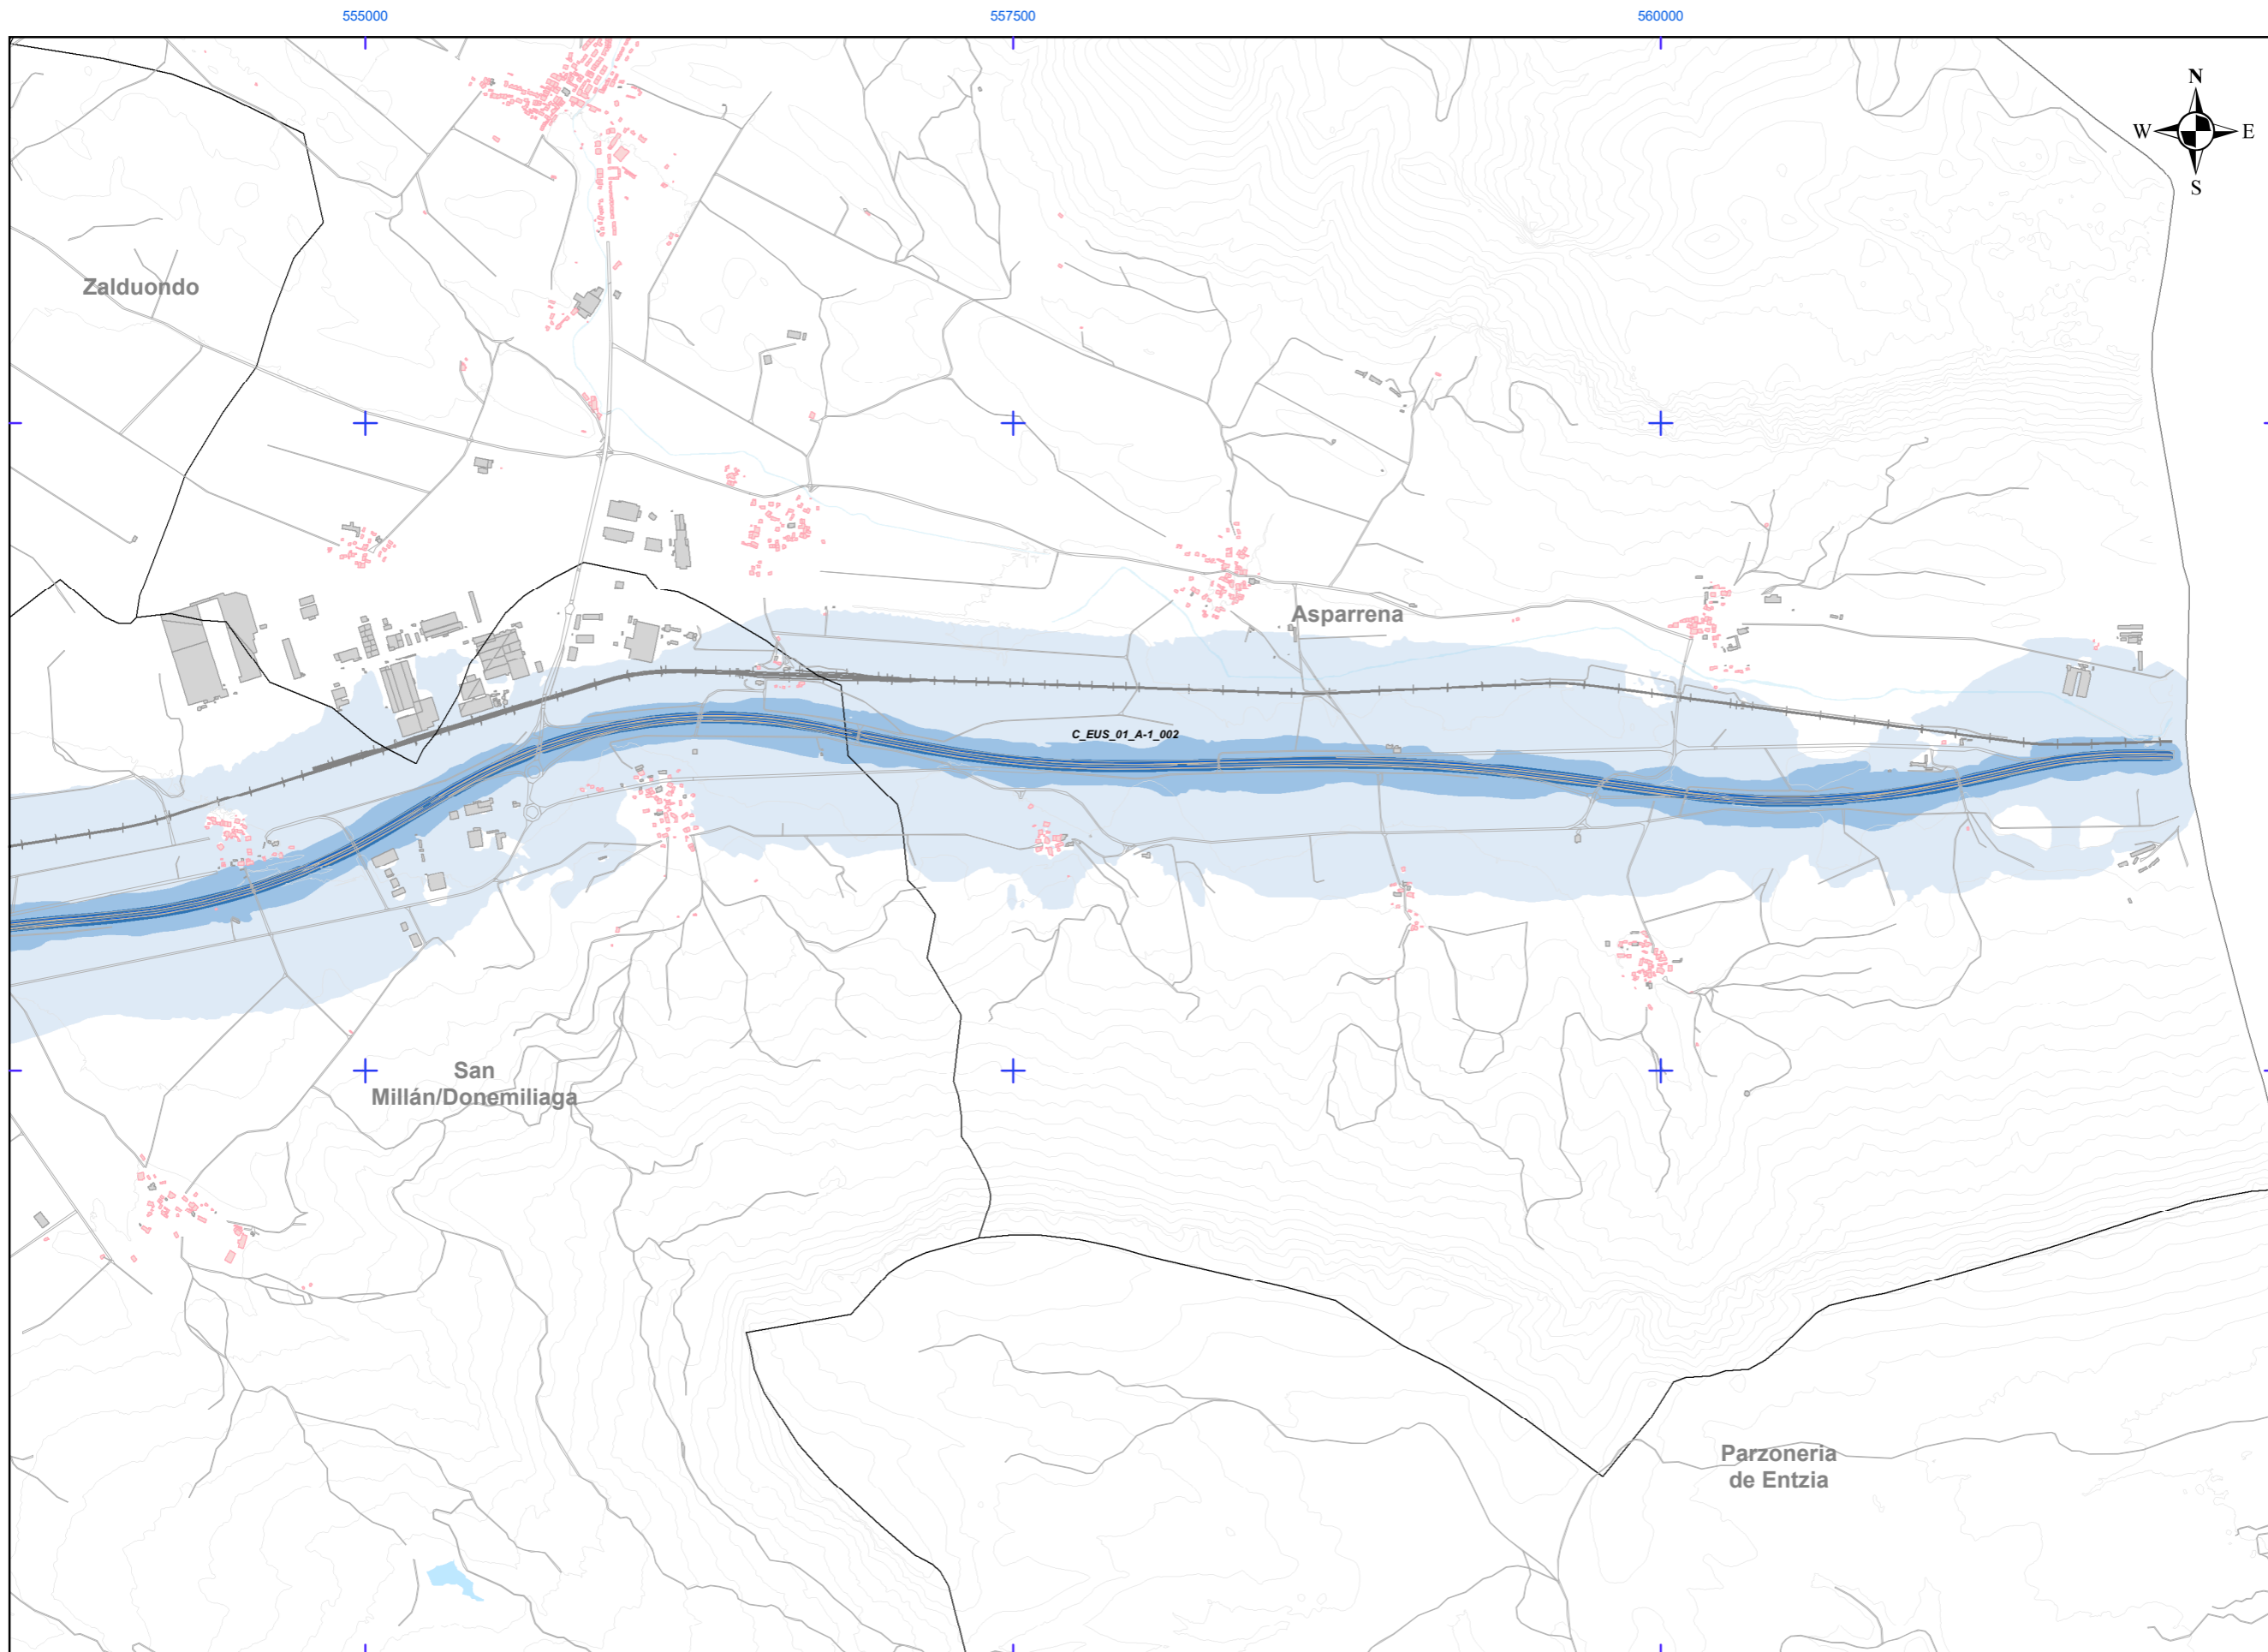 555000
557500
560000
N
W
E
S
Zalduondo
Asparrena
C_EUS_01_A-1_002
San
Millán/Donemiliaga
Parzoneria
de Entzia